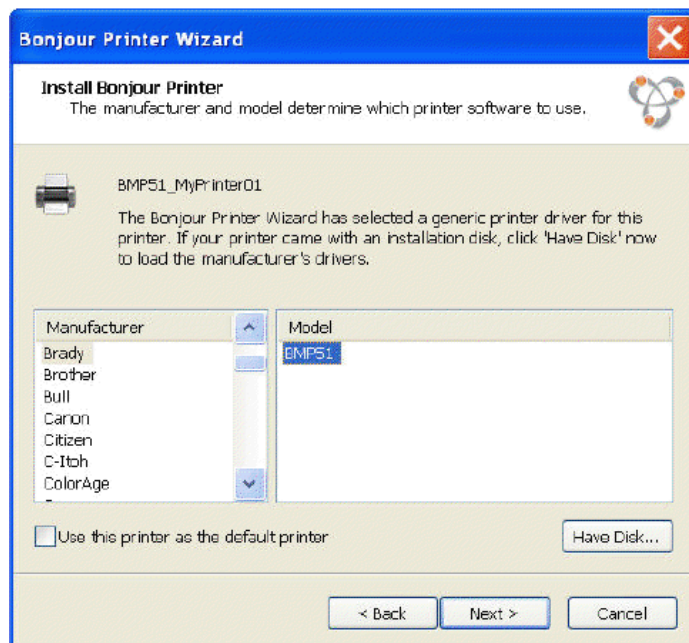 Bonjour Printer Wizard
Install Bonjour Printer
The manufacturer and model determine which printer software to use.
BMP51_MyPrinter01
The Bonjour Printer Wizard has selected a generic printer driver for this
printer. If your printer came with an installation disk, click 'Have Disk' now
to load the manufacturer's drivers.
Manufacturer
Brady
Brother
Bull
Canon
Citizen
C-Itoh
ColorAge
Model
BMP51
Use this printer as the default printer
Have Disk...
< Back
Next >
Cancel